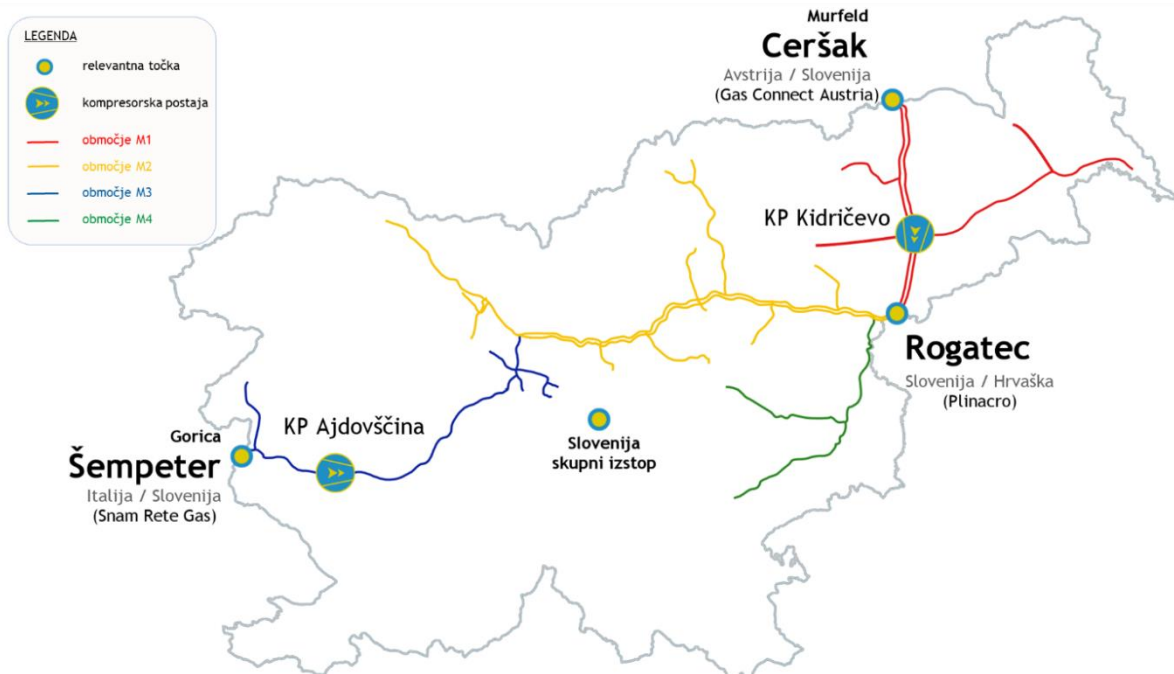 LEGENDA
relevantna točka
kompresorska postaja
območje M1
območje M2
območje M3
območje M4
Murfeld
Ceršak
Avstrija / Slovenija
(Gas Connect Austria)
KP Kidričevo
Rogatec
Slovenija / Hrvaška
(Plinacro)
KP Ajdovščina
Gorica
Šempeter
Italija / Slovenija
(Snam Rete Gas)
Slovenija
skupni izstop